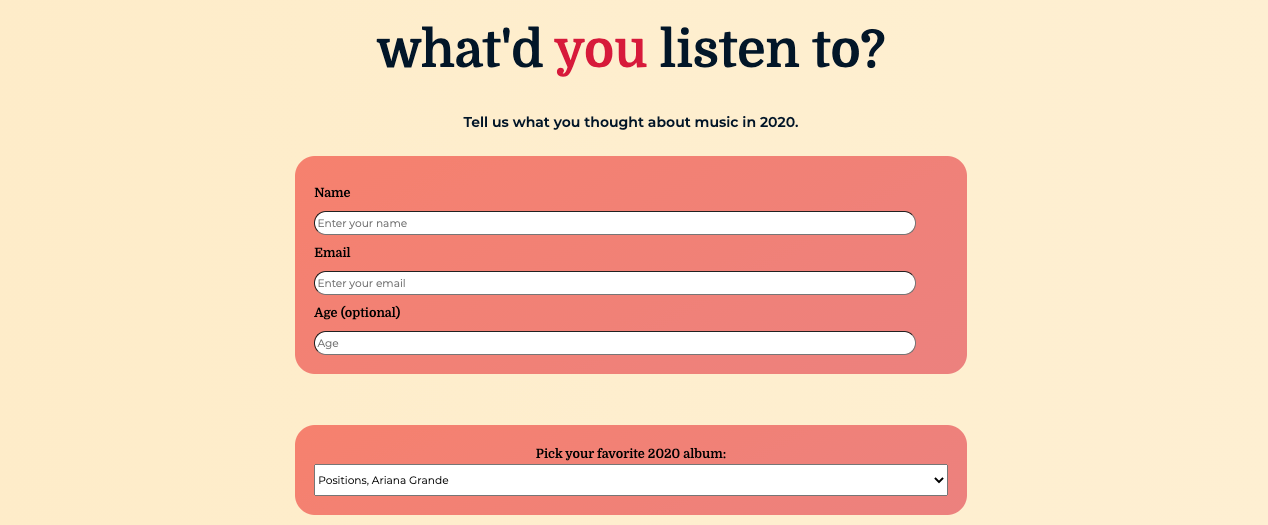 what'd you listen to?
Tell us what you thought about music in 2020.
Name
Enter your name
Email
Enter your email
Age (optional)
Age
Pick your favorite 2020 album:
Positions, Ariana Grande